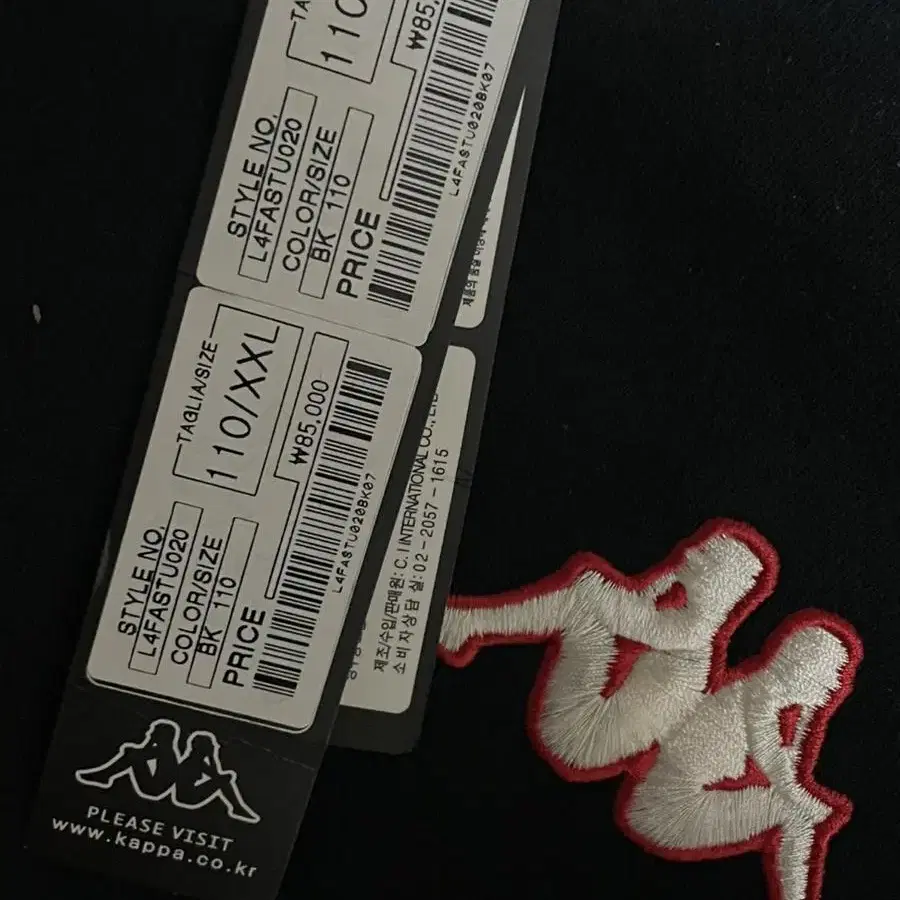 110
₩85,
STYLE NO.
L4FASTU020
COLOR/SIZE
BK 110
PRICE
L4FASTU020BK07
TAGLIA/SIZE
110/XXL
₩85,000
STYLE NO.
L4FASTU020
COLOR/SIZE
BK 110
PRICE
L4FASTU020BK07
제조/수입/판매원: C.I INTERNATIONAL CO., LTD
소비자상담 실: 02-2057-1615
PLEASE VISIT
www.kappa.co.kr